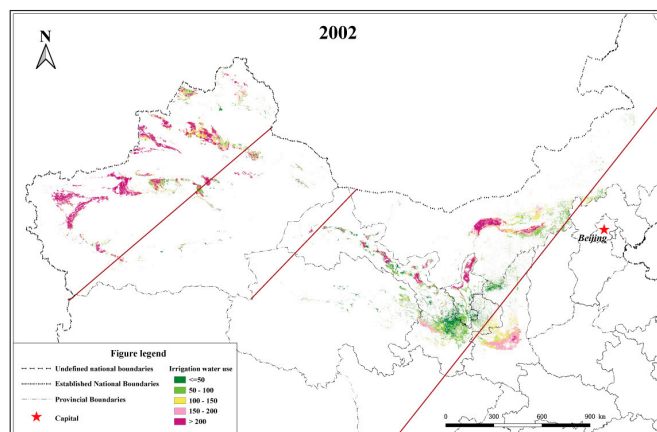 2002
N
Beijing
Figure legend
Undefined national boundaries
Established National Boundaries
Provincial Boundaries
Capital
Irrigation water use
<=50
50 - 100
100 - 150
150 - 200
> 200
0 300 600 900 km